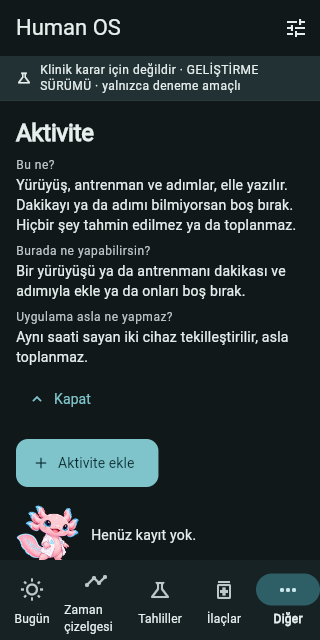 Human OS
Klinik karar için değildir · GELİŞTİRME
SÜRÜMÜ · yalnızca deneme amaçlı
Aktivite
Bu ne?
Yürüyüş, antrenman ve adımlar, elle yazılır.
Dakikayı ya da adımı bilmiyorsan boş bırak.
Hiçbir şey tahmin edilmez ya da toplanmaz.
Burada ne yapabilirsin?
Bir yürüyüşü ya da antrenmanı dakikası ve
adımıyla ekle ya da onları boş bırak.
Uygulama asla ne yapmaz?
Aynı saati sayan iki cihaz tekilleştirilir, asla
toplanmaz.
Kapat
Aktivite ekle
Henüz kayıt yok.
Bugün
Zaman
çizelgesi
Tahliller
İlaçlar
Diğer